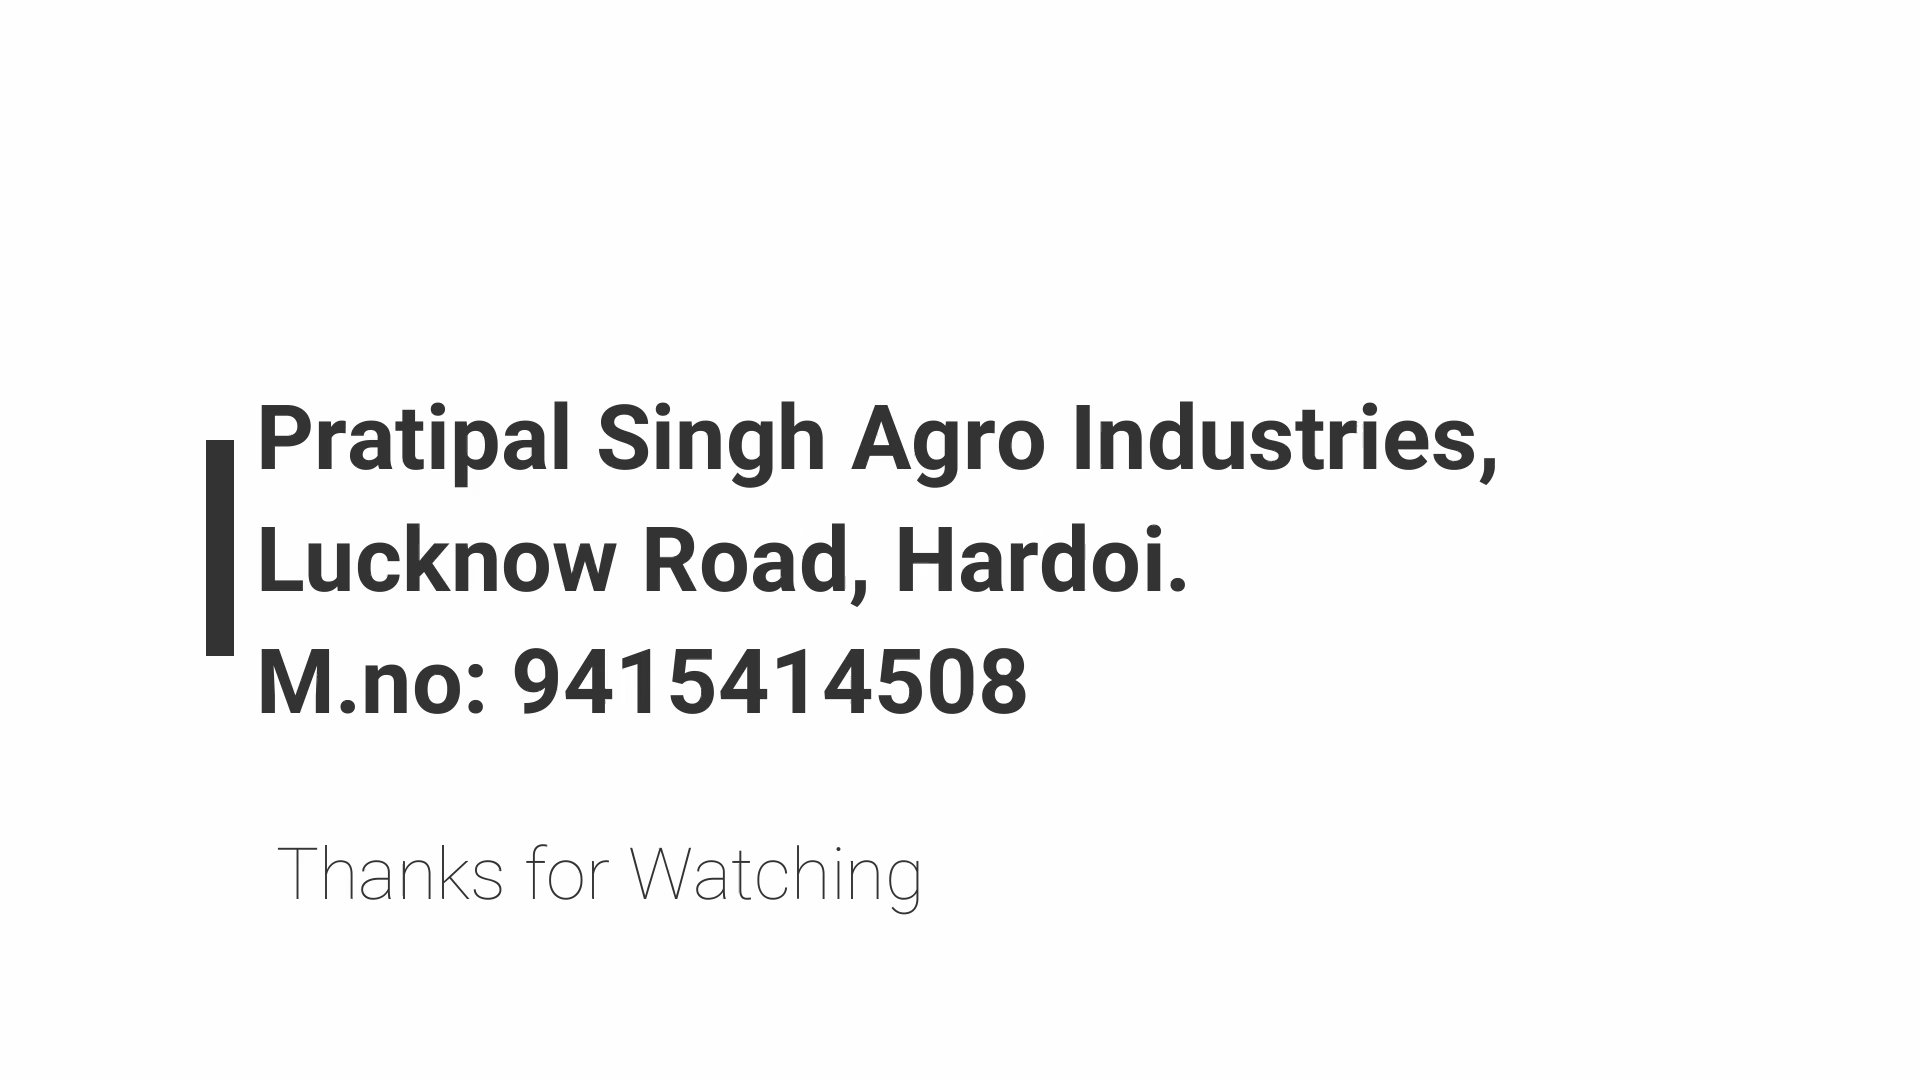 Pratipal Singh Agro Industries,
Lucknow Road, Hardoi.
M.no: 9415414508
Thanks for Watching